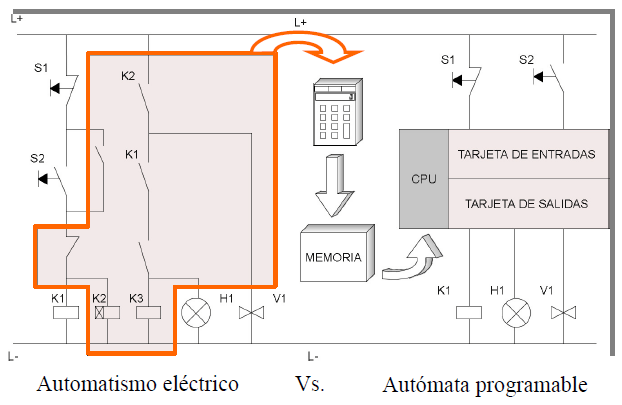 L+
L+
S1
K2
S2
K1
K1
K2
K3
H1
V1
L-
MEMORIA
S1
S2
CPU
TARJETA DE ENTRADAS
TARJETA DE SALIDAS
K1
H1
V1
L-
Automatismo eléctrico Vs. Autómata programable